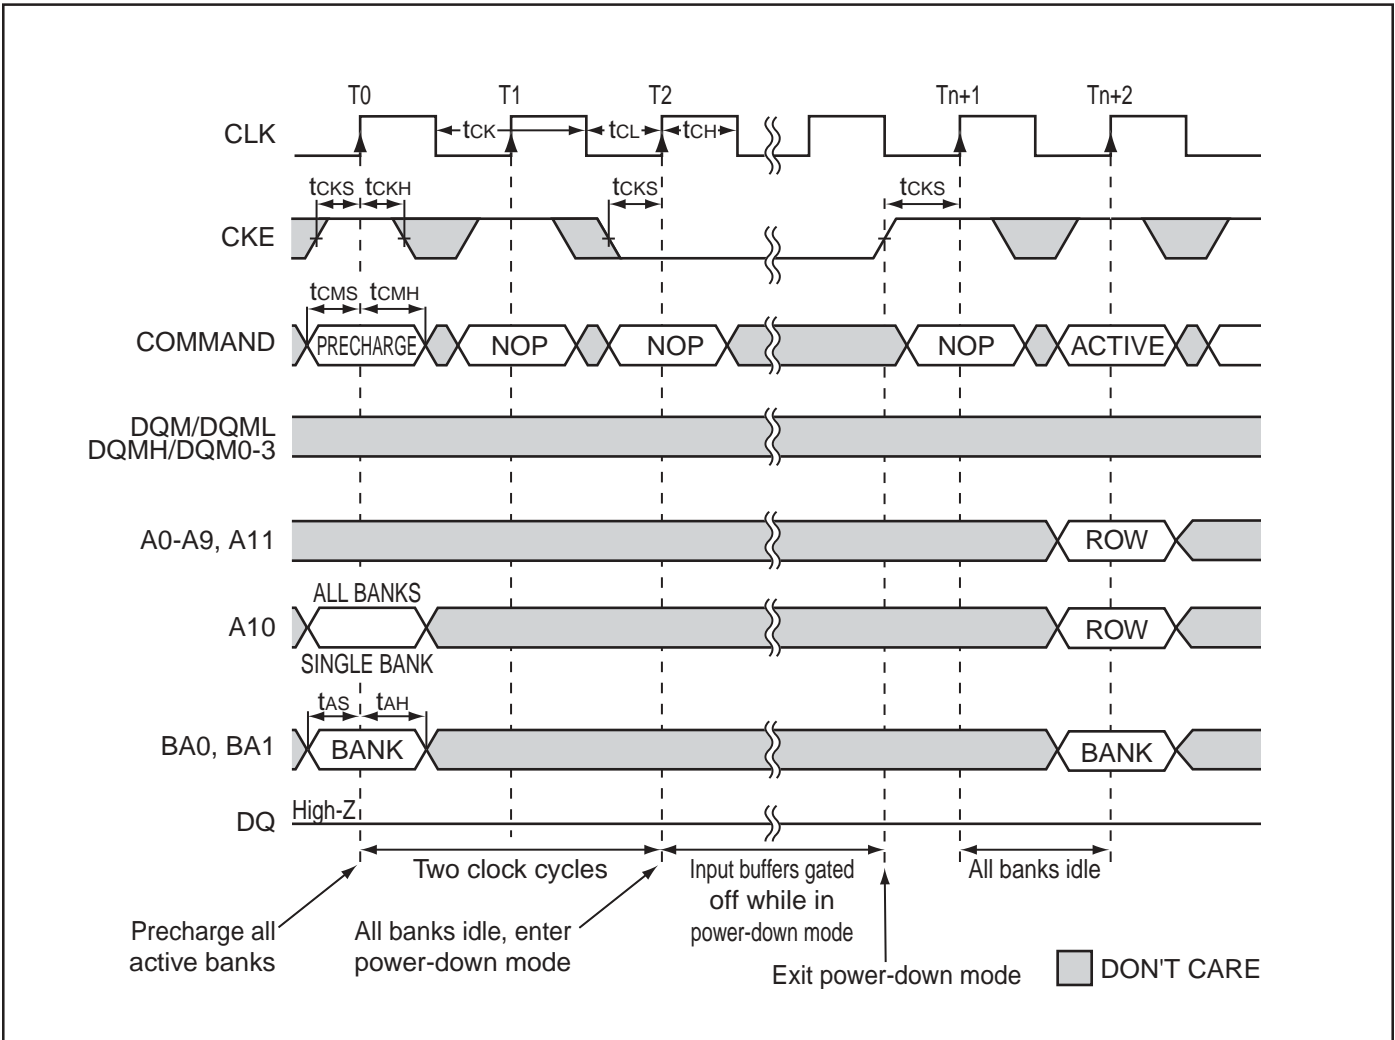 T0 T1 T2 Tn+1 Tn+2
CLK tCK tCL tCH
tCKS tCKH tCKS tCKS
CKE
tCMS tCMH
COMMAND PRECHARGE NOP NOP NOP ACTIVE
DQM/DQML
DQMH/DQM0-3
A0-A9, A11 ROW
ALL BANKS
A10 ROW
SINGLE BANK
tAS tAH
BA0, BA1 BANK BANK
DQ High-Z
Two clock cycles
Input buffers gated
off while in
power-down mode
All banks idle
Precharge all
active banks
All banks idle, enter
power-down mode
Exit power-down mode
DON'T CARE